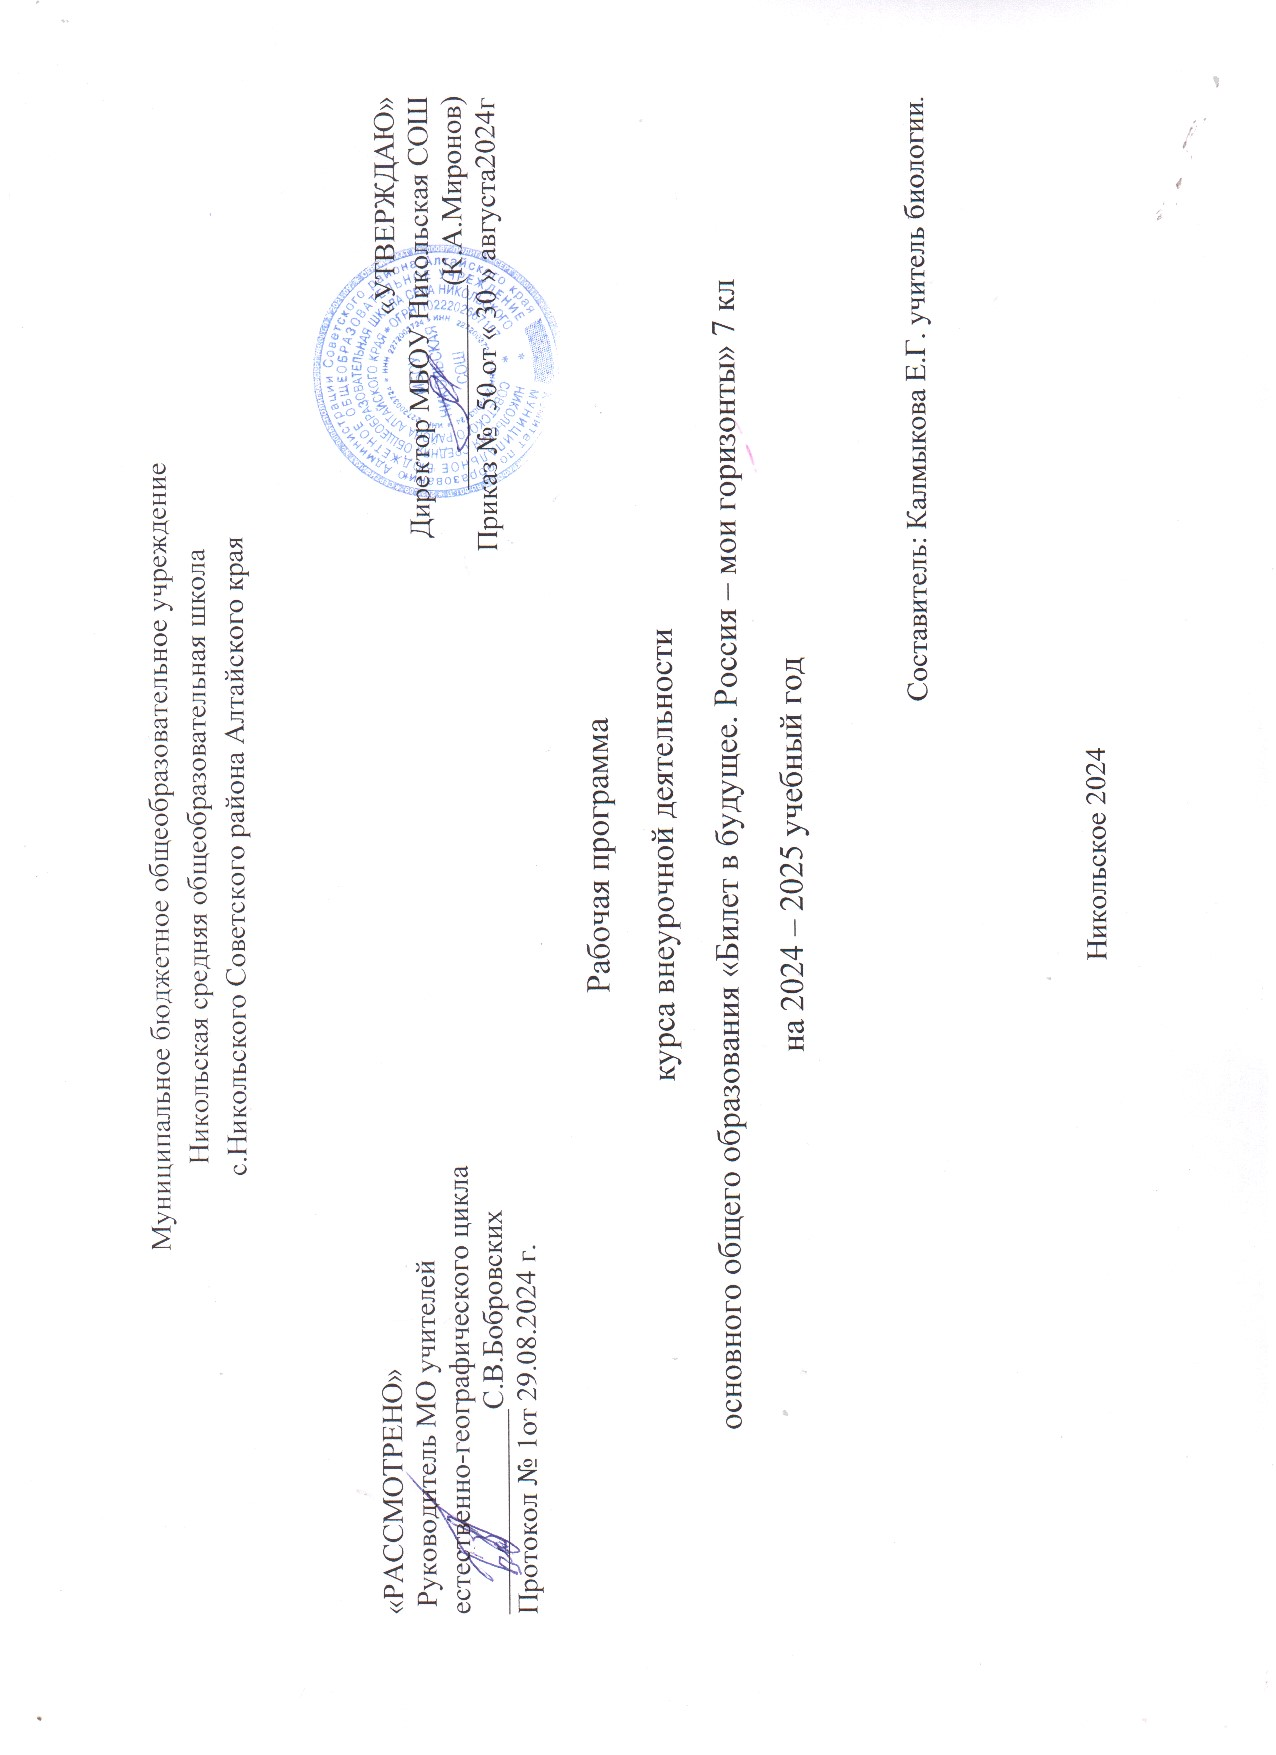 Муниципальное бюджетное общеобразовательное учреждение
Никольская средняя общеобразовательная школа
с.Никольского Советского района Алтайского края
«РАССМОТРЕНО»
Руководитель МО учителей
естественно-географического цикла
С.В.Бобровских
Протокол № 1от 29.08.2024 г.
«УТВЕРЖДАЮ»
Директор МБОУ Никольская СОШ
(К.А.Миронов)
Приказ № 50 от « 30 » августа2024г
Рабочая программа
курса внеурочной деятельности
основного общего образования «Билет в будущее. Россия – мои горизонты» 7 кл
на 2024 – 2025 учебный год
Составитель: Калмыкова Е.Г. учитель биологии.
Никольское 2024